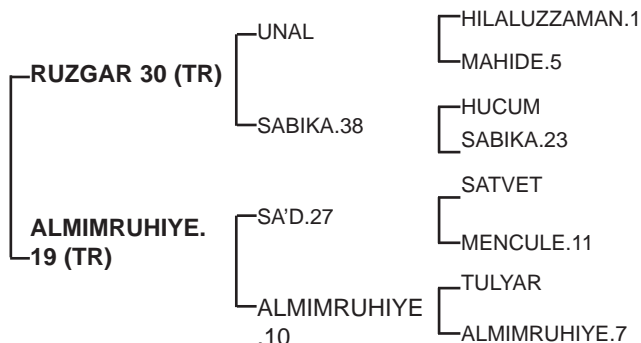 RUZGAR 30 (TR)
ALMIMRUHIYE.
19 (TR)
UNAL
SABIKA.38
SA'D.27
ALMIMRUHIYE
.10
HILALUZZAMAN.1
MAHIDE.5
HUCUM
SABIKA.23
SATVET
MENCULE.11
TULYAR
ALMIMRUHIYE.7